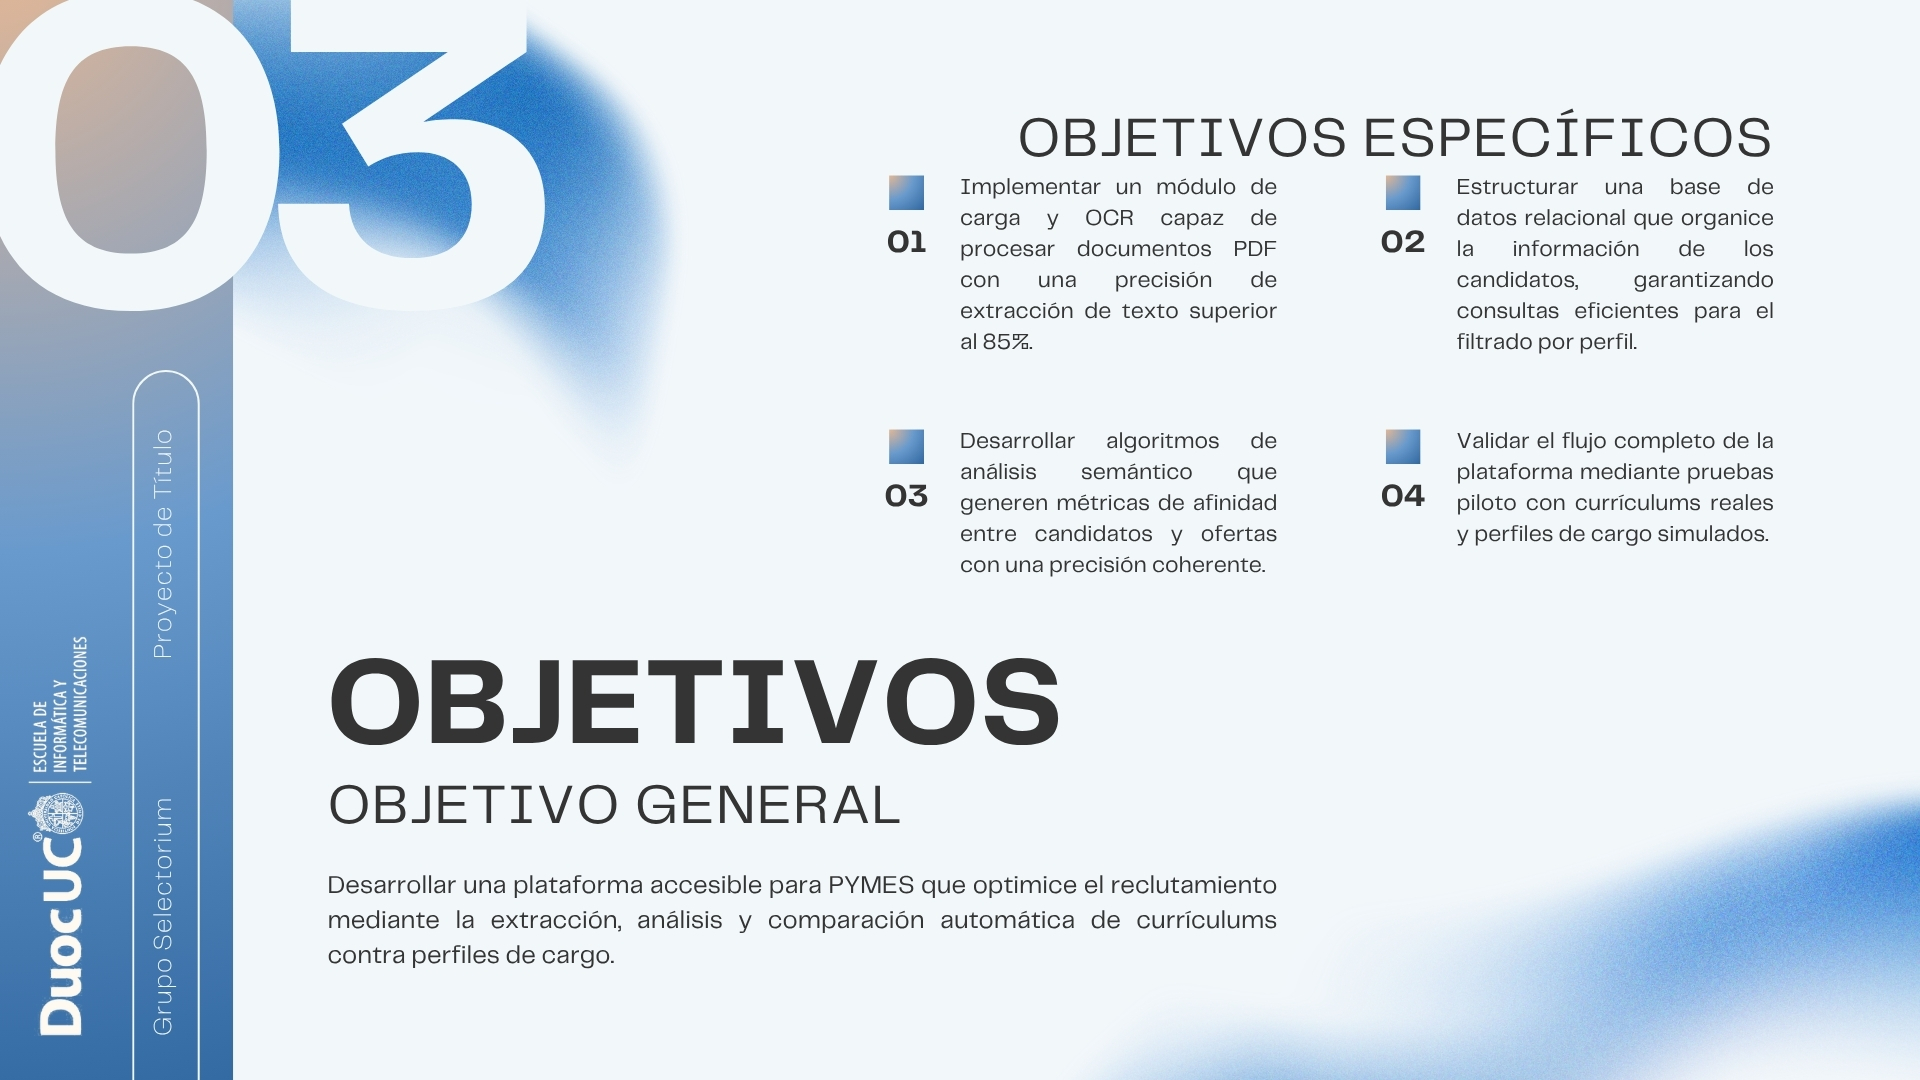 03
OBJETIVOS ESPECÍFICOS
01
Implementar un módulo de
carga y OCR capaz de
procesar documentos PDF
con una precisión de
extracción de texto superior
al 85%.
02
Estructurar una base de
datos relacional que organice
la información de los
candidatos, garantizando
consultas eficientes para el
filtrado por perfil.
03
Desarrollar algoritmos de
análisis semántico que
generen métricas de afinidad
entre candidatos y ofertas
con una precisión coherente.
04
Validar el flujo completo de la
plataforma mediante pruebas
piloto con currículums reales
y perfiles de cargo simulados.
OBJETIVOS
OBJETIVO GENERAL
Desarrollar una plataforma accesible para PYMES que optimice el reclutamiento
mediante la extracción, análisis y comparación automática de currículums
contra perfiles de cargo.
DuocUC®
ESCUELA DE
INFORMÁTICA Y
TELECOMUNICACIONES
Grupo Selectorium
Proyecto de Título